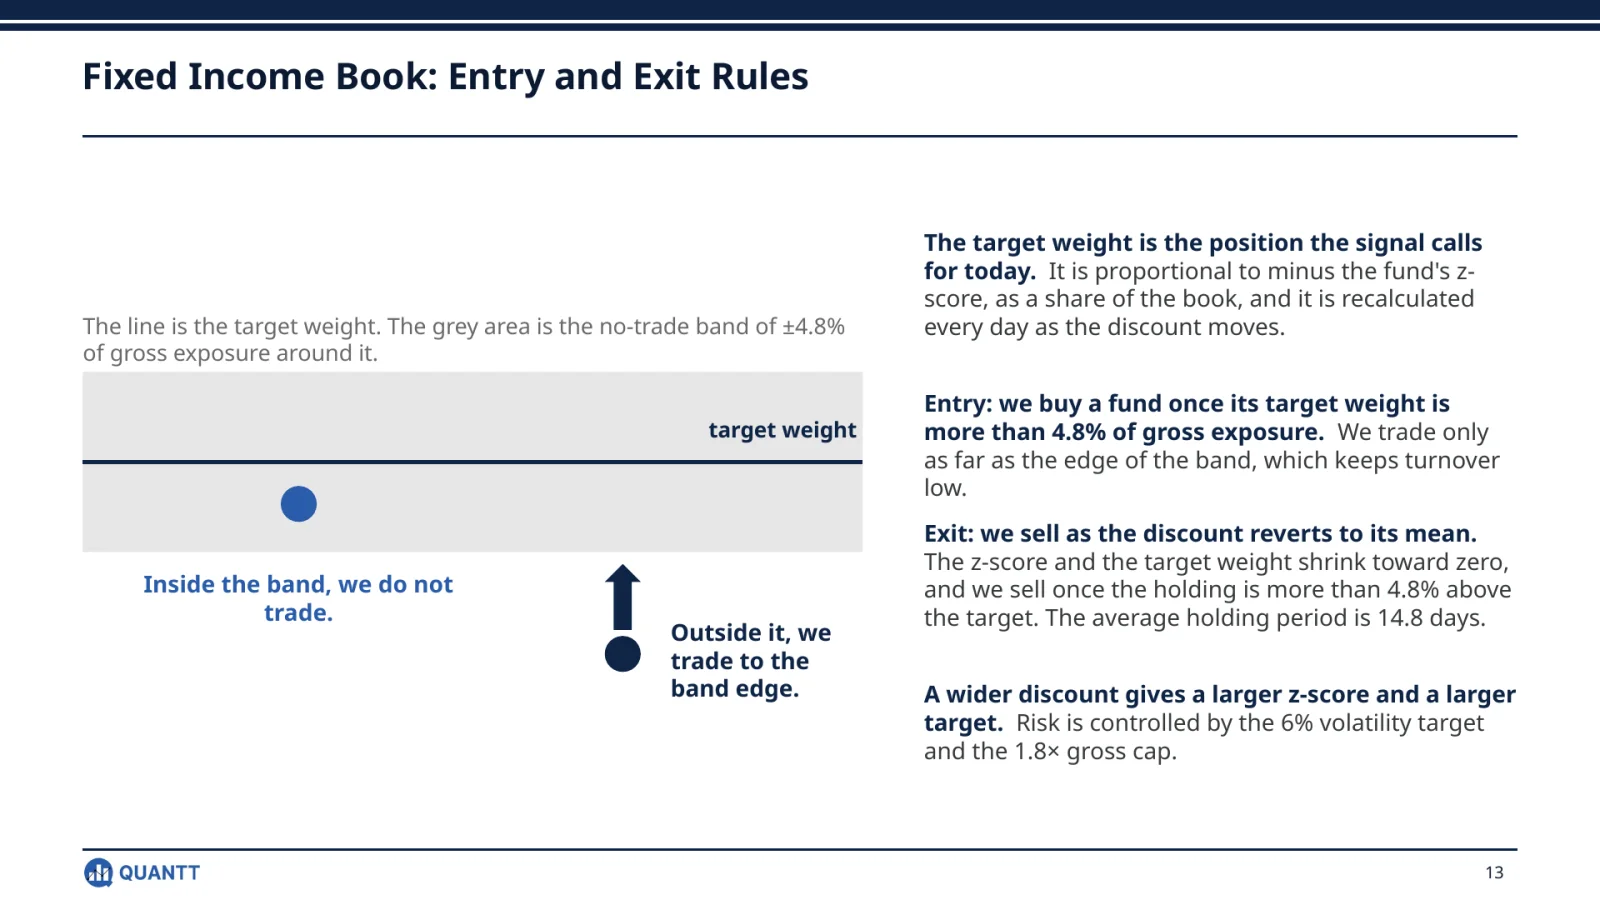 Fixed Income Book: Entry and Exit Rules
The line is the target weight. The grey area is the no-trade band of ±4.8%
of gross exposure around it.
target weight
Inside the band, we do not
trade.
Outside it, we
trade to the
band edge.
The target weight is the position the signal calls
for today. It is proportional to minus the fund's z-
score, as a share of the book, and it is recalculated
every day as the discount moves.
Entry: we buy a fund once its target weight is
more than 4.8% of gross exposure. We trade only
as far as the edge of the band, which keeps turnover
low.
Exit: we sell as the discount reverts to its mean.
The z-score and the target weight shrink toward zero,
and we sell once the holding is more than 4.8% above
the target. The average holding period is 14.8 days.
A wider discount gives a larger z-score and a larger
target. Risk is controlled by the 6% volatility target
and the 1.8× gross cap.
QUANTT
13